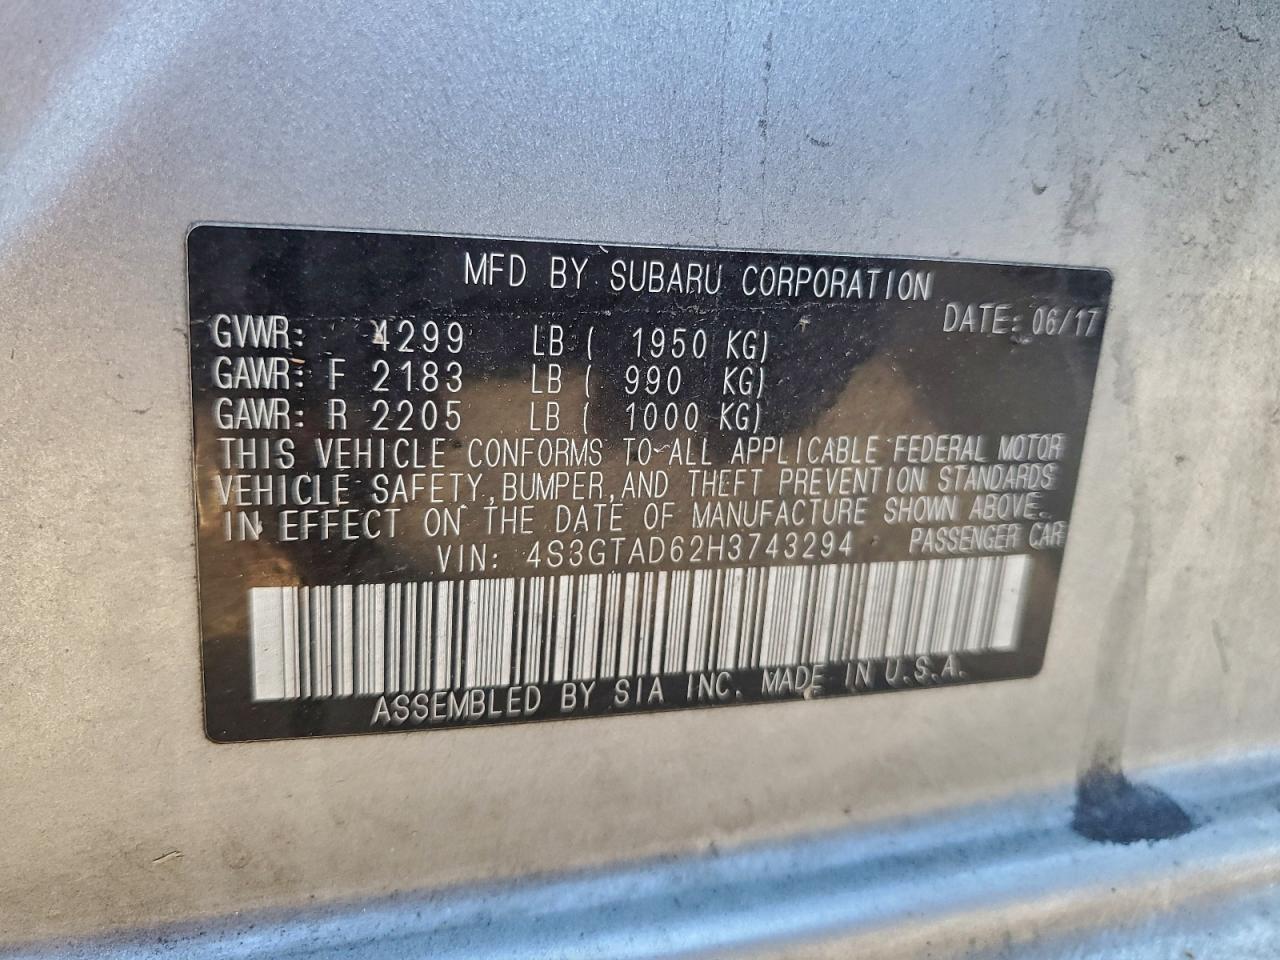 MFD BY SUBARU CORPORATION
DATE: 06/17
GVWR: 4299 LB ( 1950 KG)
GAWR: F 2183 LB ( 990 KG)
GAWR: R 2205 LB ( 1000 KG)
THIS VEHICLE CONFORMS TO ALL APPLICABLE FEDERAL MOTOR
VEHICLE SAFETY, BUMPER, AND THEFT PREVENTION STANDARDS
IN EFFECT ON THE DATE OF MANUFACTURE SHOWN ABOVE.
VIN: 4S3GTAD62H3743294 PASSENGER CAR
ASSEMBLED BY SIA INC. MADE IN U.S.A.